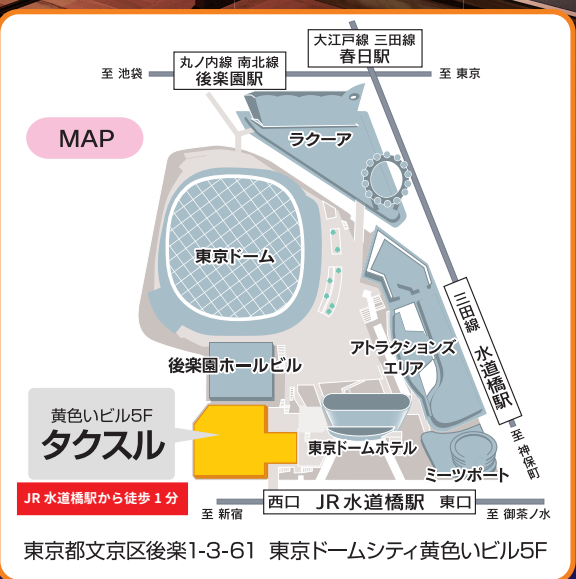 大江戸線 三田線
春日駅
丸ノ内線 南北線
後楽園駅
至 池袋
至 東京
MAP
ラクーア
東京ドーム
三田線 水道橋駅
アトラクションズ
エリア
後楽園ホールビル
黄色いビル5F
タクスル
東京ドームホテル
至 神保町
ミーツポート
JR 水道橋駅から徒歩 1 分
西口 JR 水道橋駅 東口
至 新宿
至 御茶ノ水
東京都文京区後楽1-3-61 東京ドームシティ黄色いビル5F